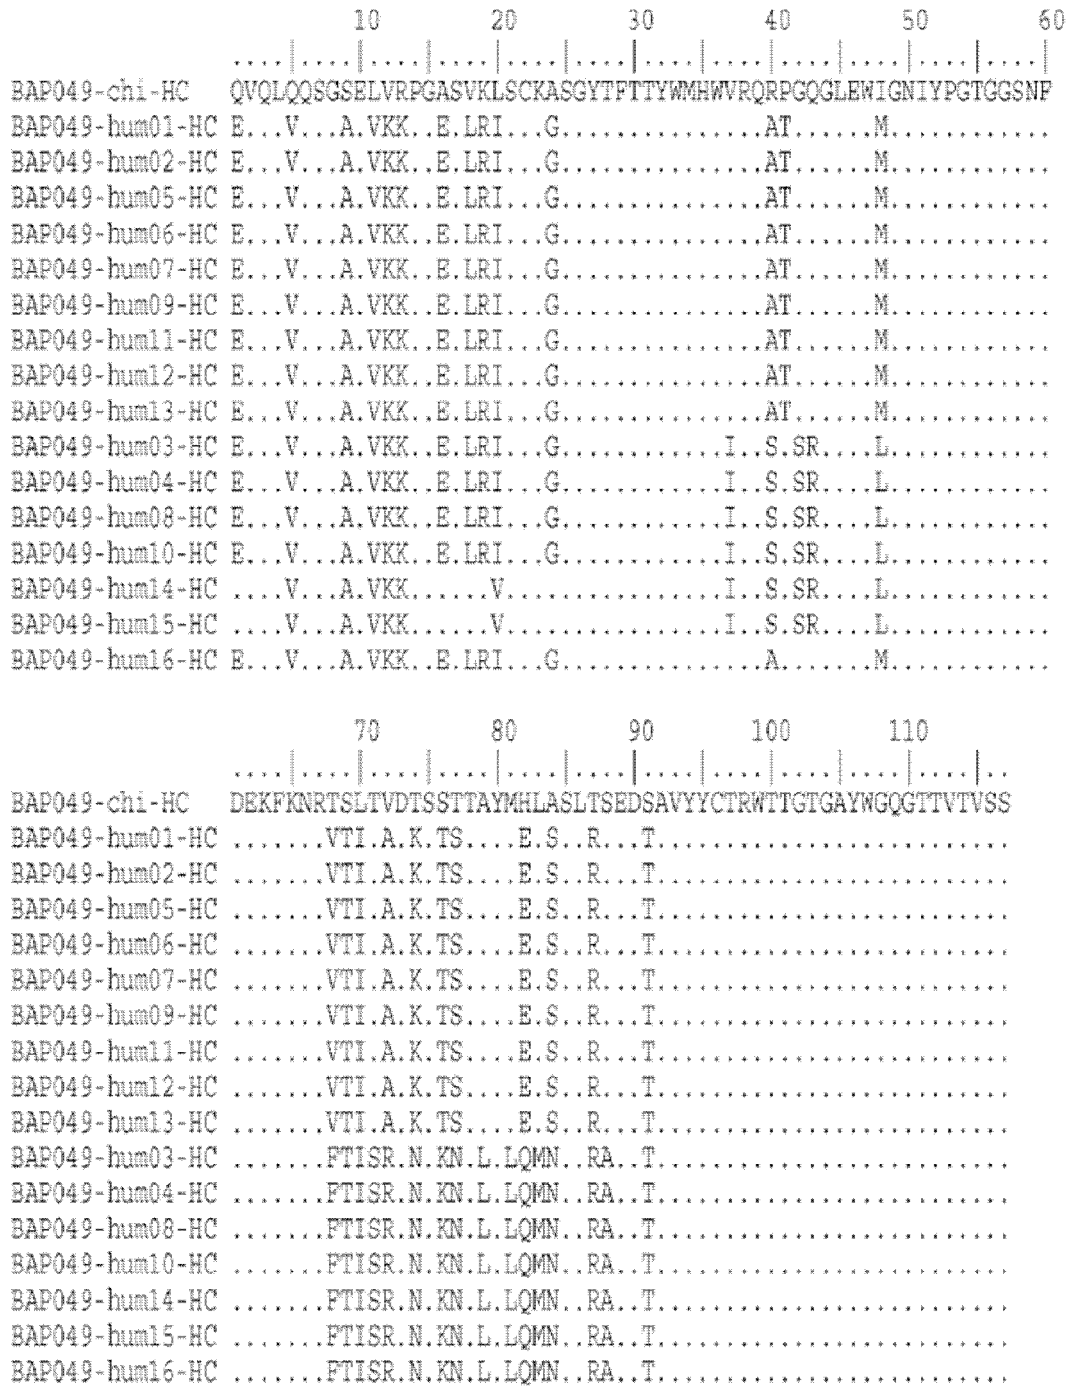 10 20 30 40 50 60
....|....|....|....|....|....|....|....|....|....|....|....|
BAP049-chi-HC QVQLQQSGSELVRPGASVKLSCKASGYTFTTYWMHWVRQRPGQGLEWIGNIYPGTGGSNF
BAP049-hum01-HC E...V...A.VKK..E.LRI...G...............AT......M............
BAP049-hum02-HC E...V...A.VKK..E.LRI...G...............AT......M............
BAP049-hum05-HC E...V...A.VKK..E.LRI...G...............AT......M............
BAP049-hum06-HC E...V...A.VKK..E.LRI...G...............AT......M............
BAP049-hum07-HC E...V...A.VKK..E.LRI...G...............AT......M............
BAP049-hum09-HC E...V...A.VKK..E.LRI...G...............AT......M............
BAP049-hum11-HC E...V...A.VKK..E.LRI...G...............AT......M............
BAP049-hum12-HC E...V...A.VKK..E.LRI...G...............AT......M............
BAP049-hum13-HC E...V...A.VKK..E.LRI...G...............AT......M............
BAP049-hum03-HC E...V...A.VKK..E.LRI...G............I..S.SR....L............
BAP049-hum04-HC E...V...A.VKK..E.LRI...G............I..S.SR....L............
BAP049-hum08-HC E...V...A.VKK..E.LRI...G............I..S.SR....L............
BAP049-hum10-HC E...V...A.VKK..E.LRI...G............I..S.SR....L............
BAP049-hum14-HC ....V...A.VKK......V................I..S.SR....L............
BAP049-hum15-HC ....V...A.VKK......V................I..S.SR....L............
BAP049-hum16-HC E...V...A.VKK..E.LRI...G...............A.......M............
70 80 90 100 110
....|....|....|....|....|....|....|....|....|....|....|..
BAP049-chi-HC DEKFKNRTSLTVDTSSTTAYMHLASLTSEDSAVYYCTRWTTGTGAYWGQGTTVTVSS
BAP049-hum01-HC .......VTI.A.K.TS....E.S..R...T..........................
BAP049-hum02-HC .......VTI.A.K.TS....E.S..R...T..........................
BAP049-hum05-HC .......VTI.A.K.TS....E.S..R...T..........................
BAP049-hum06-HC .......VTI.A.K.TS....E.S..R...T..........................
BAP049-hum07-HC .......VTI.A.K.TS....E.S..R...T..........................
BAP049-hum09-HC .......VTI.A.K.TS....E.S..R...T..........................
BAP049-hum11-HC .......VTI.A.K.TS....E.S..R...T..........................
BAP049-hum12-HC .......VTI.A.K.TS....E.S..R...T..........................
BAP049-hum13-HC .......VTI.A.K.TS....E.S..R...T..........................
BAP049-hum03-HC .......FTISR.N.KN.L.LQMN..RA..T..........................
BAP049-hum04-HC .......FTISR.N.KN.L.LQMN..RA..T..........................
BAP049-hum08-HC .......FTISR.N.KN.L.LQMN..RA..T..........................
BAP049-hum10-HC .......FTISR.N.KN.L.LQMN..RA..T..........................
BAP049-hum14-HC .......FTISR.N.KN.L.LQMN..RA..T..........................
BAP049-hum15-HC .......FTISR.N.KN.L.LQMN..RA..T..........................
BAP049-hum16-HC .......FTISR.N.KN.L.LQMN..RA..T..........................